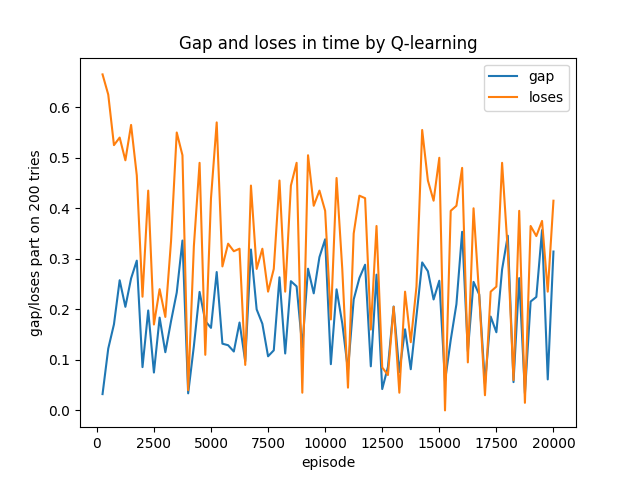 Gap and loses in time by Q-learning
gap
loses
gap/loses part on 200 tries
0.6
0.5
0.4
0.3
0.2
0.1
0.0
0 2500 5000 7500 10000 12500 15000 17500 20000
episode